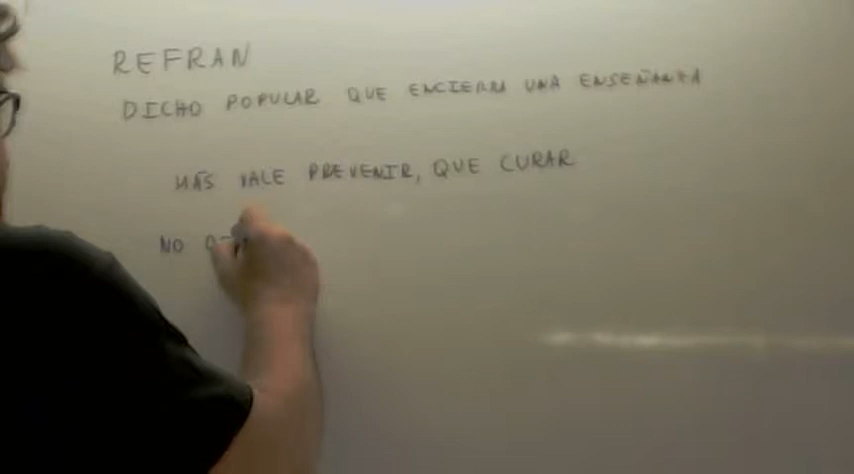 REFRAN
DICHO POPULAR QUE ENCIERRA UNA ENSEÑANZA
MÁS VALE PREVENIR, QUE CURAR
NO